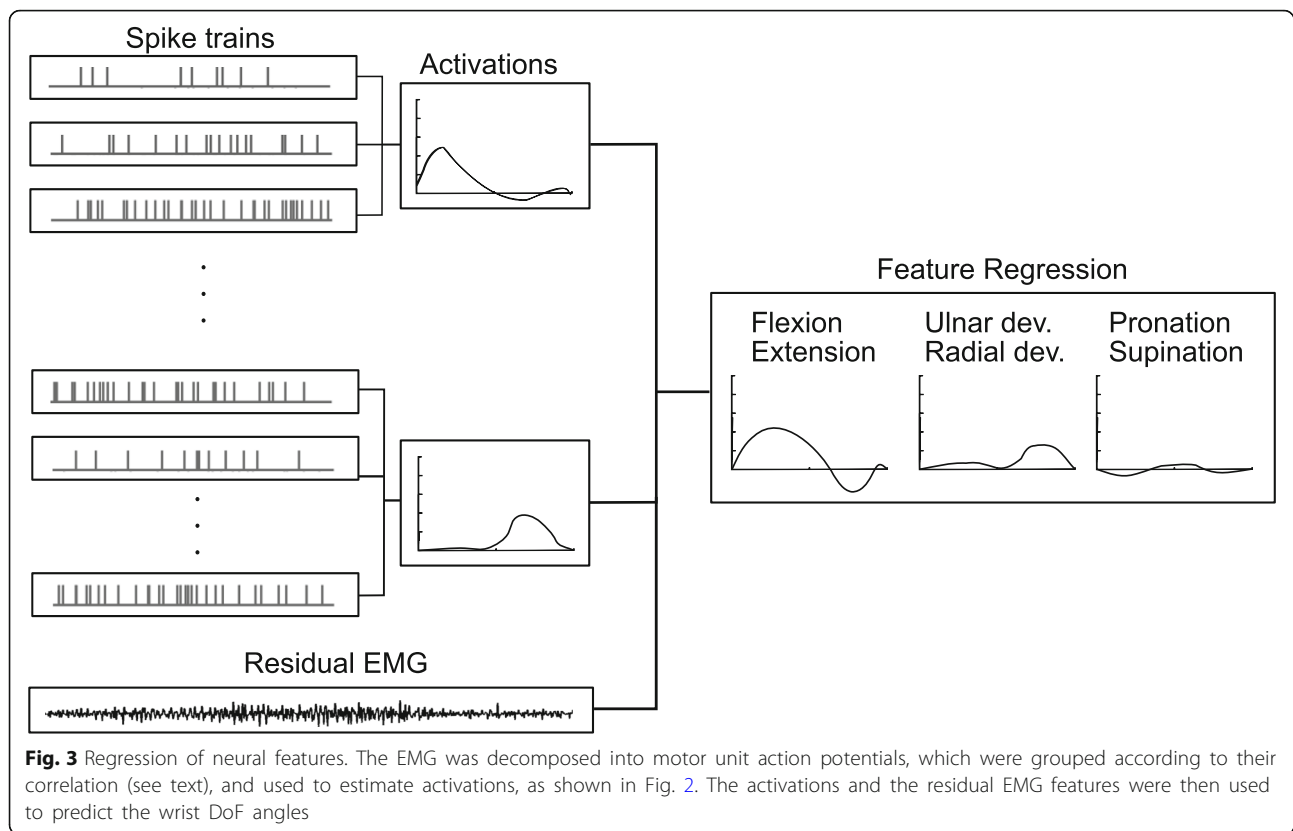 Spike trains
Activations
Feature Regression
Flexion
Extension
Ulnar dev.
Radial dev.
Pronation
Supination
Residual EMG
Fig. 3 Regression of neural features. The EMG was decomposed into motor unit action potentials, which were grouped according to their
correlation (see text), and used to estimate activations, as shown in Fig. 2. The activations and the residual EMG features were then used
to predict the wrist DoF angles